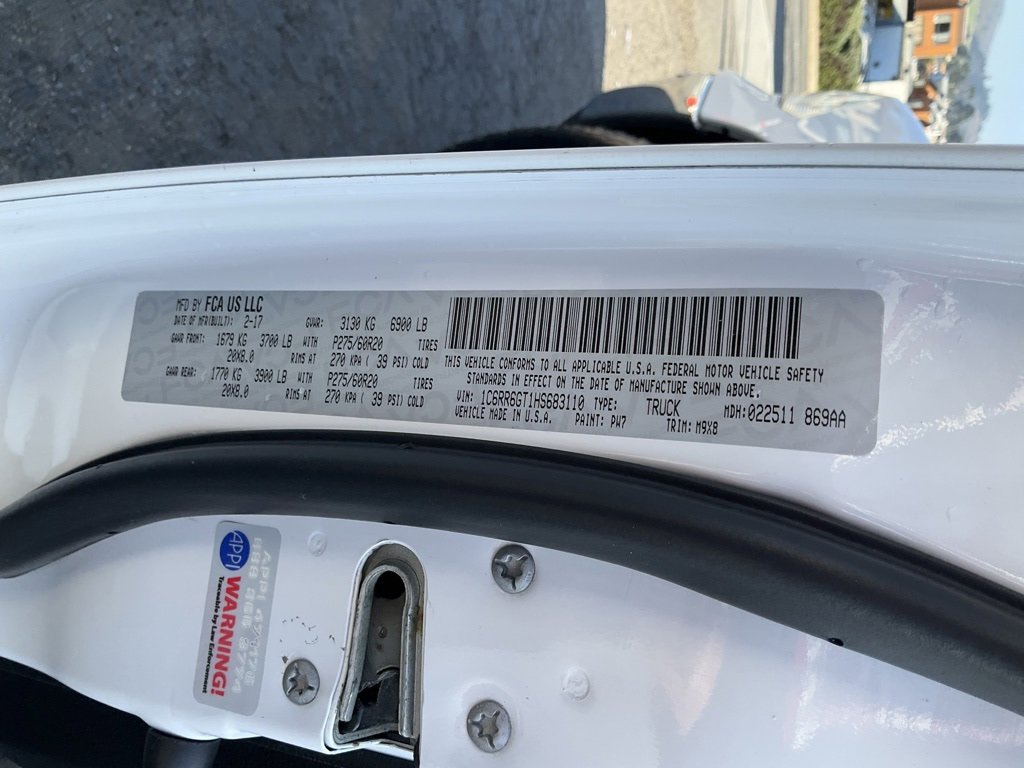 MFD BY FCA US LLC
DATE OF MFR(BUILT): 2-17 GVWR: 3130 KG 6900 LB
GAWR FRONT: 1679 KG 3700 LB WITH P275/60R20 TIRES
20X8.0 RIMS AT 270 KPA ( 39 PSI) COLD
GAWR REAR: 1770 KG 3900 LB WITH P275/60R20 TIRES
20X8.0 RIMS AT 270 KPA ( 39 PSI) COLD
THIS VEHICLE CONFORMS TO ALL APPLICABLE U.S.A. FEDERAL MOTOR VEHICLE SAFETY
STANDARDS IN EFFECT ON THE DATE OF MANUFACTURE SHOWN ABOVE.
VIN: 1C6RR6GT1HS683110 TYPE: TRUCK MDH:022511 869AA
VEHICLE MADE IN U.S.A. PAINT: PW7 TRIM: M9X8
APPI
WARNING!
Traceable by Law Enforcement